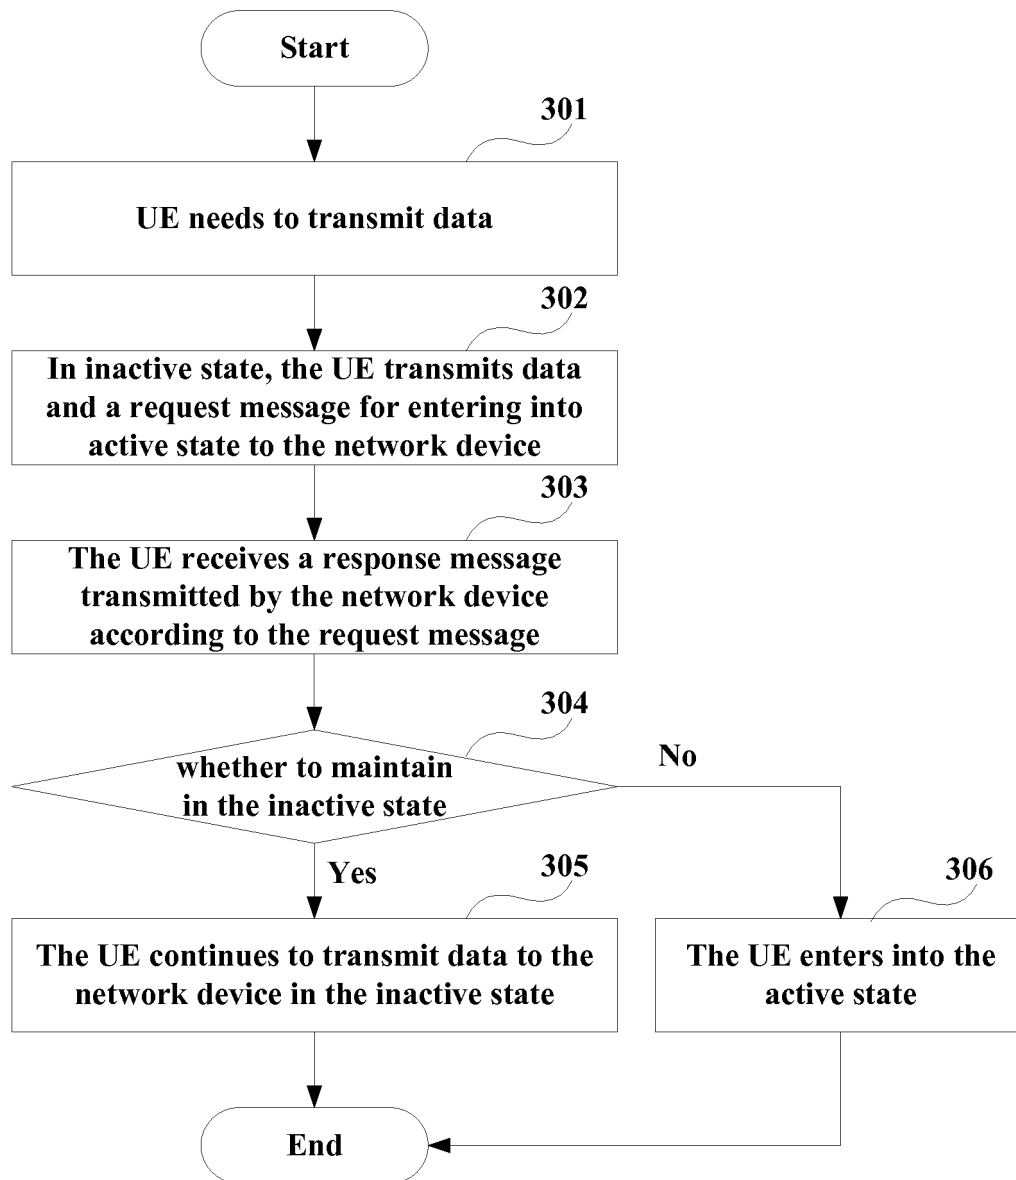 Start
301
UE needs to transmit data
302
In inactive state, the UE transmits data
and a request message for entering into
active state to the network device
303
The UE receives a response message
transmitted by the network device
according to the request message
304
whether to maintain
in the inactive state
No
Yes
305
The UE continues to transmit data to the
network device in the inactive state
306
The UE enters into the
active state
End